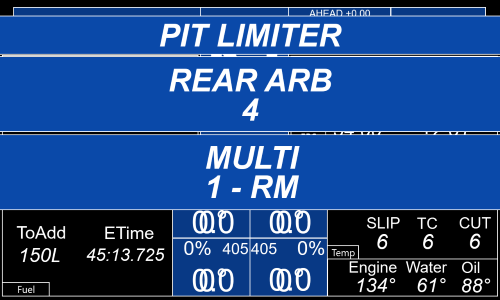 AHEAD +0.00
PIT LIMITER
REAR ARB
4
MULTI
1 - RM
ToAdd ETime
150L 45:13.725
Fuel
0% 405 405 0%
SLIP TC CUT
6 6 6
Temp
Engine Water Oil
134° 61° 88°